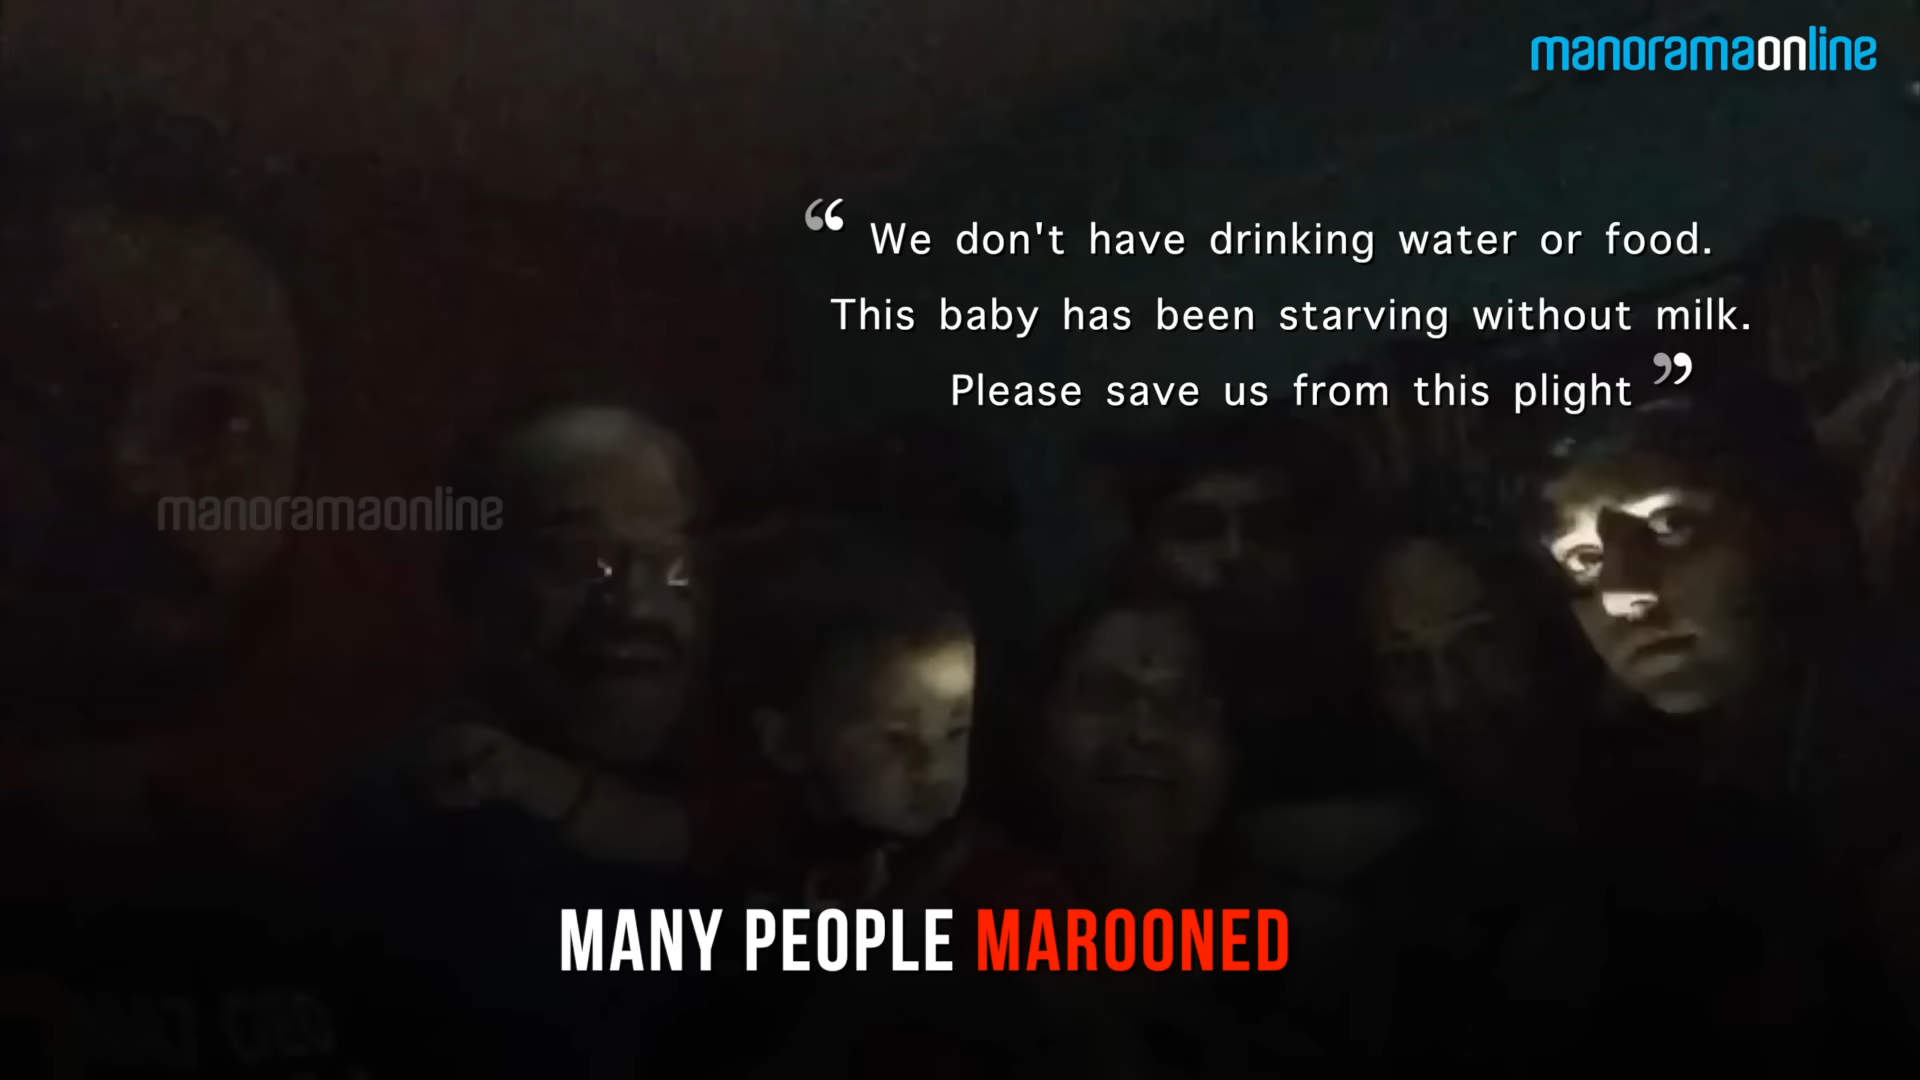 manoramaonline
“ We don't have drinking water or food.
This baby has been starving without milk.
Please save us from this plight ”
manoramaonline
MANY PEOPLE MAROONED